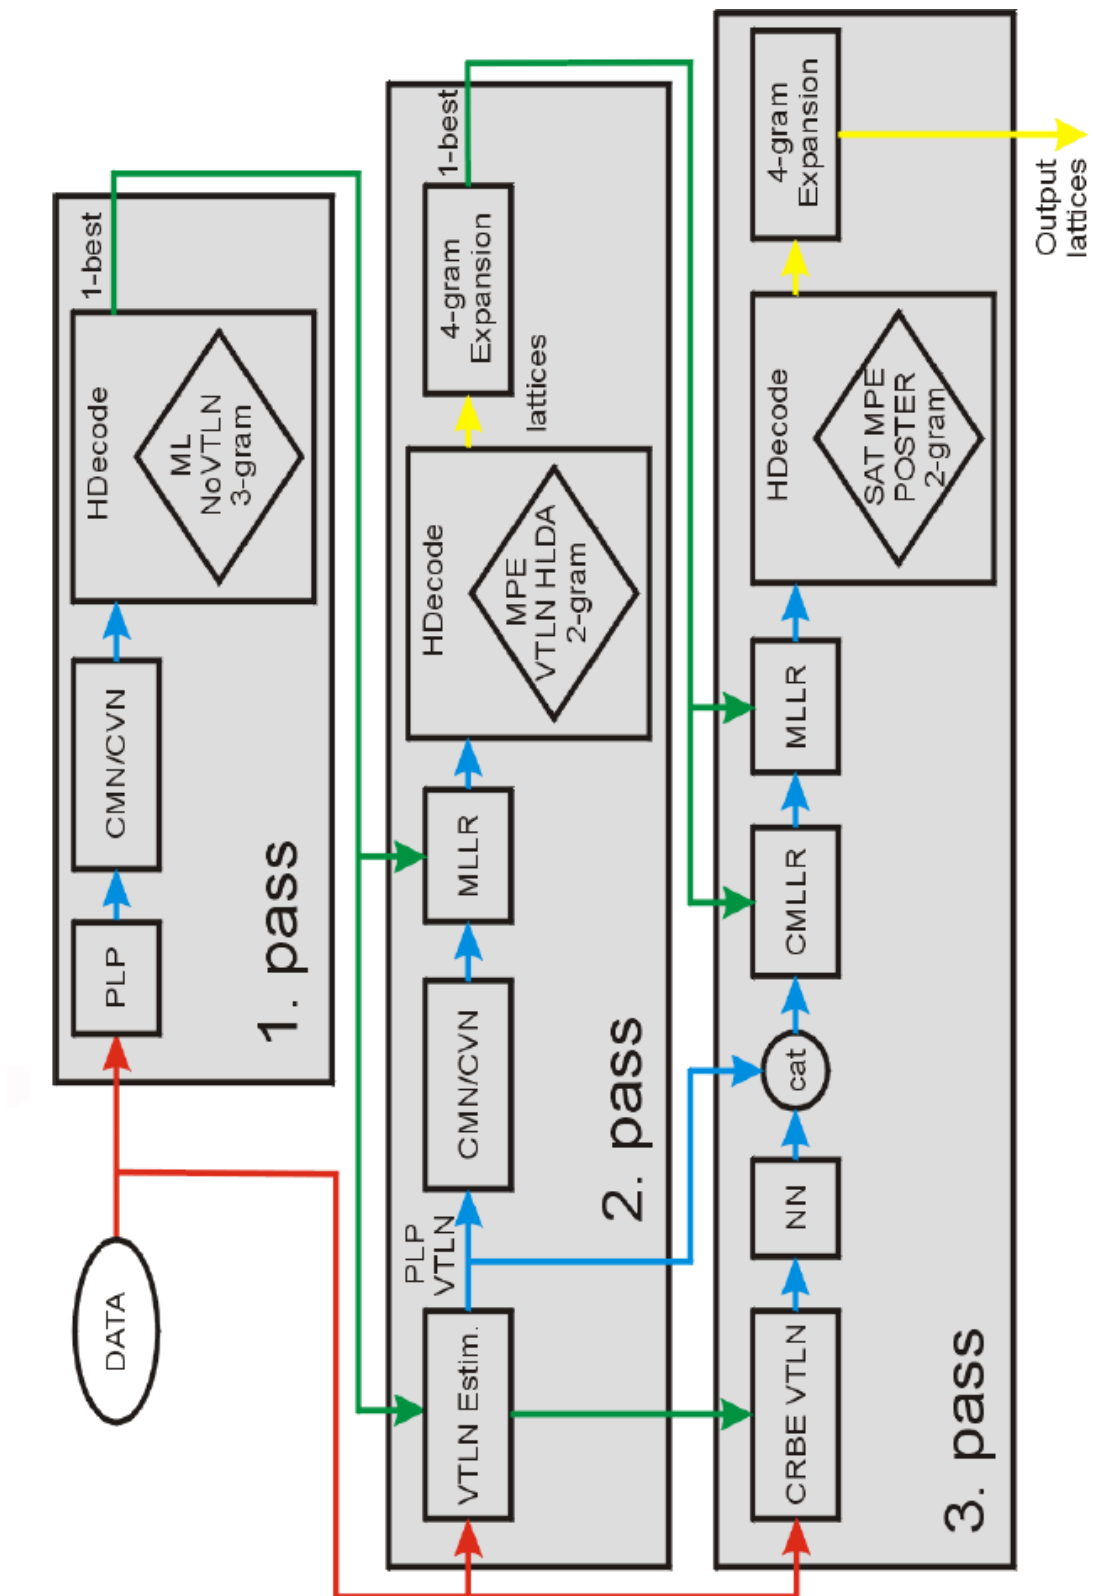 DATA
PLP
CMN/CVN
HDecode
ML
NoVTLN
3-gram
1-best
1. pass
VTLN Estim.
PLP
VTLN
CMN/CVN
MLLR
HDecode
MPE
VTLN HLDA
2-gram
lattices
4-gram
Expansion
1-best
2. pass
CRBE VTLN
NN
cat
CMLLR
MLLR
HDecode
SAT MPE
POSTER
2-gram
4-gram
Expansion
3. pass
Output
lattices